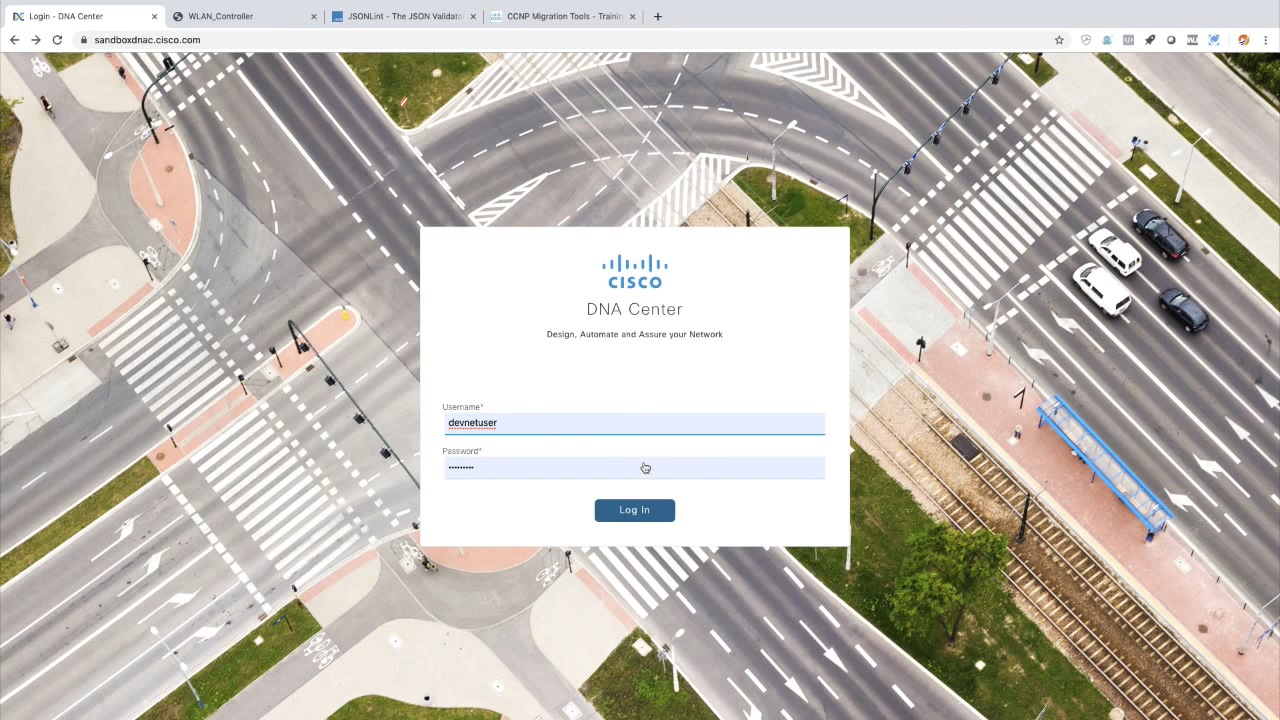 Login - DNA Center
WLAN_Controller
JSONLint - The JSON Validato
CCNP Migration Tools - Trainin
sandboxdnac.cisco.com
CISCO
DNA Center
Design, Automate and Assure your Network
Username*
devnetuser
Password*
•••••••••
Log In